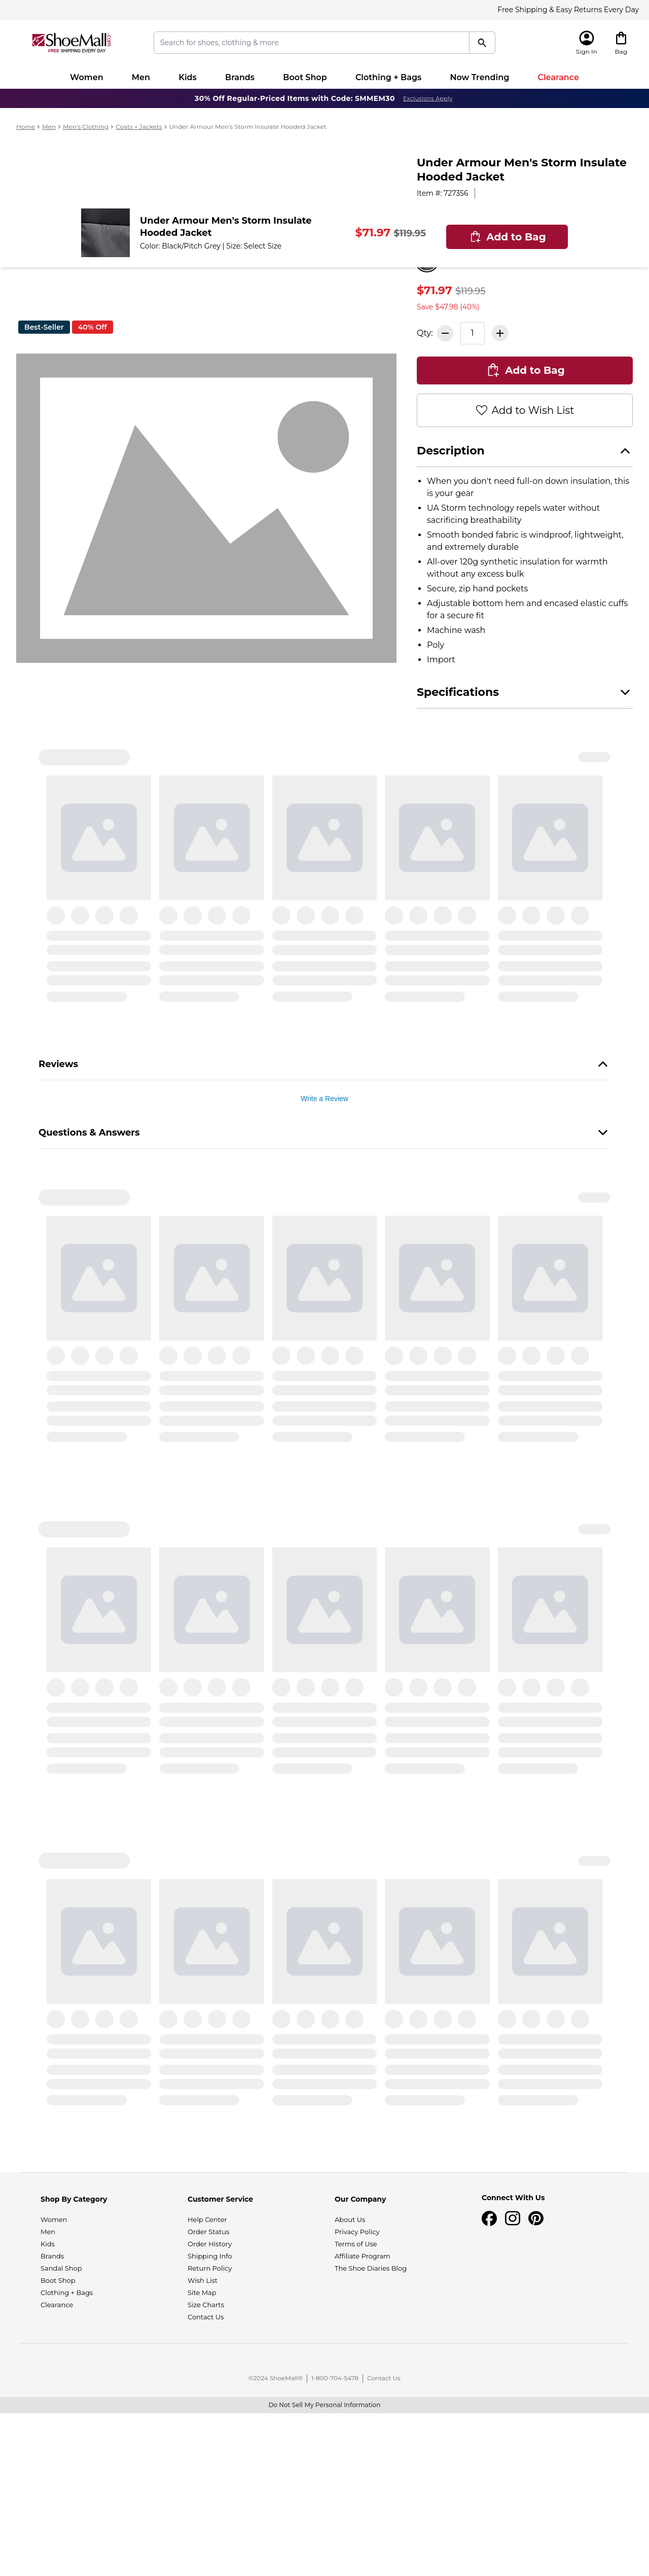 Free Shipping & Easy Returns Every Day
ShoeMall
FREE SHIPPING EVERY DAY
Search for shoes, clothing & more
Sign In
Bag
Women
Men
Kids
Brands
Boot Shop
Clothing + Bags
Now Trending
Clearance
30% Off Regular-Priced Items with Code: SMMEM30 Exclusions Apply
Home > Men > Men's Clothing > Coats + Jackets > Under Armour Men's Storm Insulate Hooded Jacket
Under Armour Men's Storm Insulate
Hooded Jacket
Item #: 727356
Under Armour Men's Storm Insulate
Hooded Jacket
Color: Black/Pitch Grey | Size: Select Size
$71.97 $119.95
Add to Bag
$71.97 $119.95
Save $47.98 (40%)
Best-Seller
40% Off
Qty: 1
Add to Bag
Add to Wish List
Description
• When you don't need full-on down insulation, this
is your gear
• UA Storm technology repels water without
sacrificing breathability
• Smooth bonded fabric is windproof, lightweight,
and extremely durable
• All-over 120g synthetic insulation for warmth
without any excess bulk
• Secure, zip hand pockets
• Adjustable bottom hem and encased elastic cuffs
for a secure fit
• Machine wash
• Poly
• Import
Specifications
Reviews
Write a Review
Questions & Answers
Shop By Category
Women
Men
Kids
Brands
Sandal Shop
Boot Shop
Clothing + Bags
Clearance
Customer Service
Help Center
Order Status
Order History
Shipping Info
Return Policy
Wish List
Site Map
Size Charts
Contact Us
Our Company
About Us
Privacy Policy
Terms of Use
Affiliate Program
The Shoe Diaries Blog
Connect With Us
©2024 ShoeMall® | 1-800-704-5478 | Contact Us
Do Not Sell My Personal Information